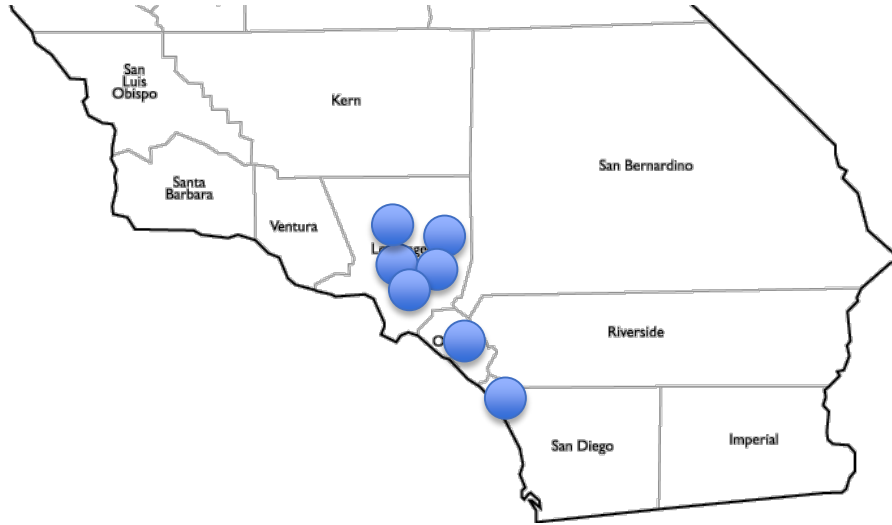 San
Luis
Obispo
Kern
San Bernardino
Santa
Barbara
Ventura
Riverside
San Diego
Imperial